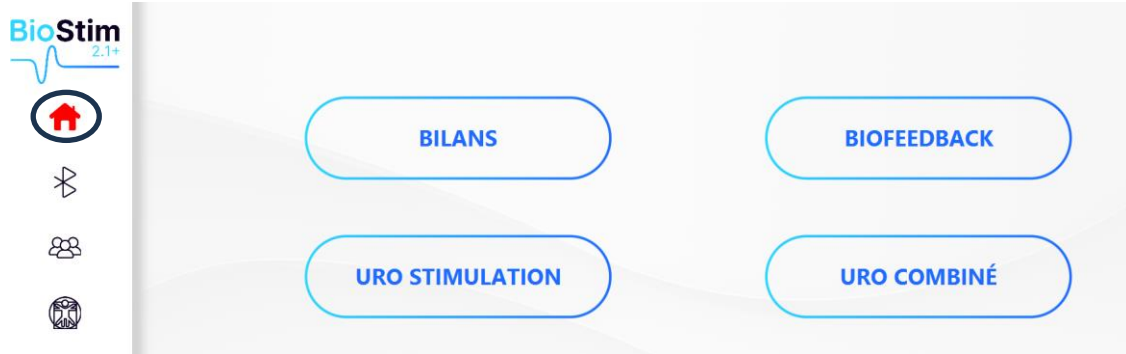 BioStim
2.1+
BILANS
BIOFEEDBACK
URO STIMULATION
URO COMBINÉ